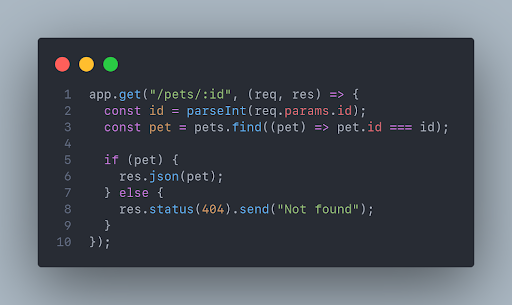 1 app.get("/pets/:id", (req, res) => {
2   const id = parseInt(req.params.id);
3   const pet = pets.find((pet) => pet.id === id);
4
5   if (pet) {
6     res.json(pet);
7   } else {
8     res.status(404).send("Not found");
9   }
10 });